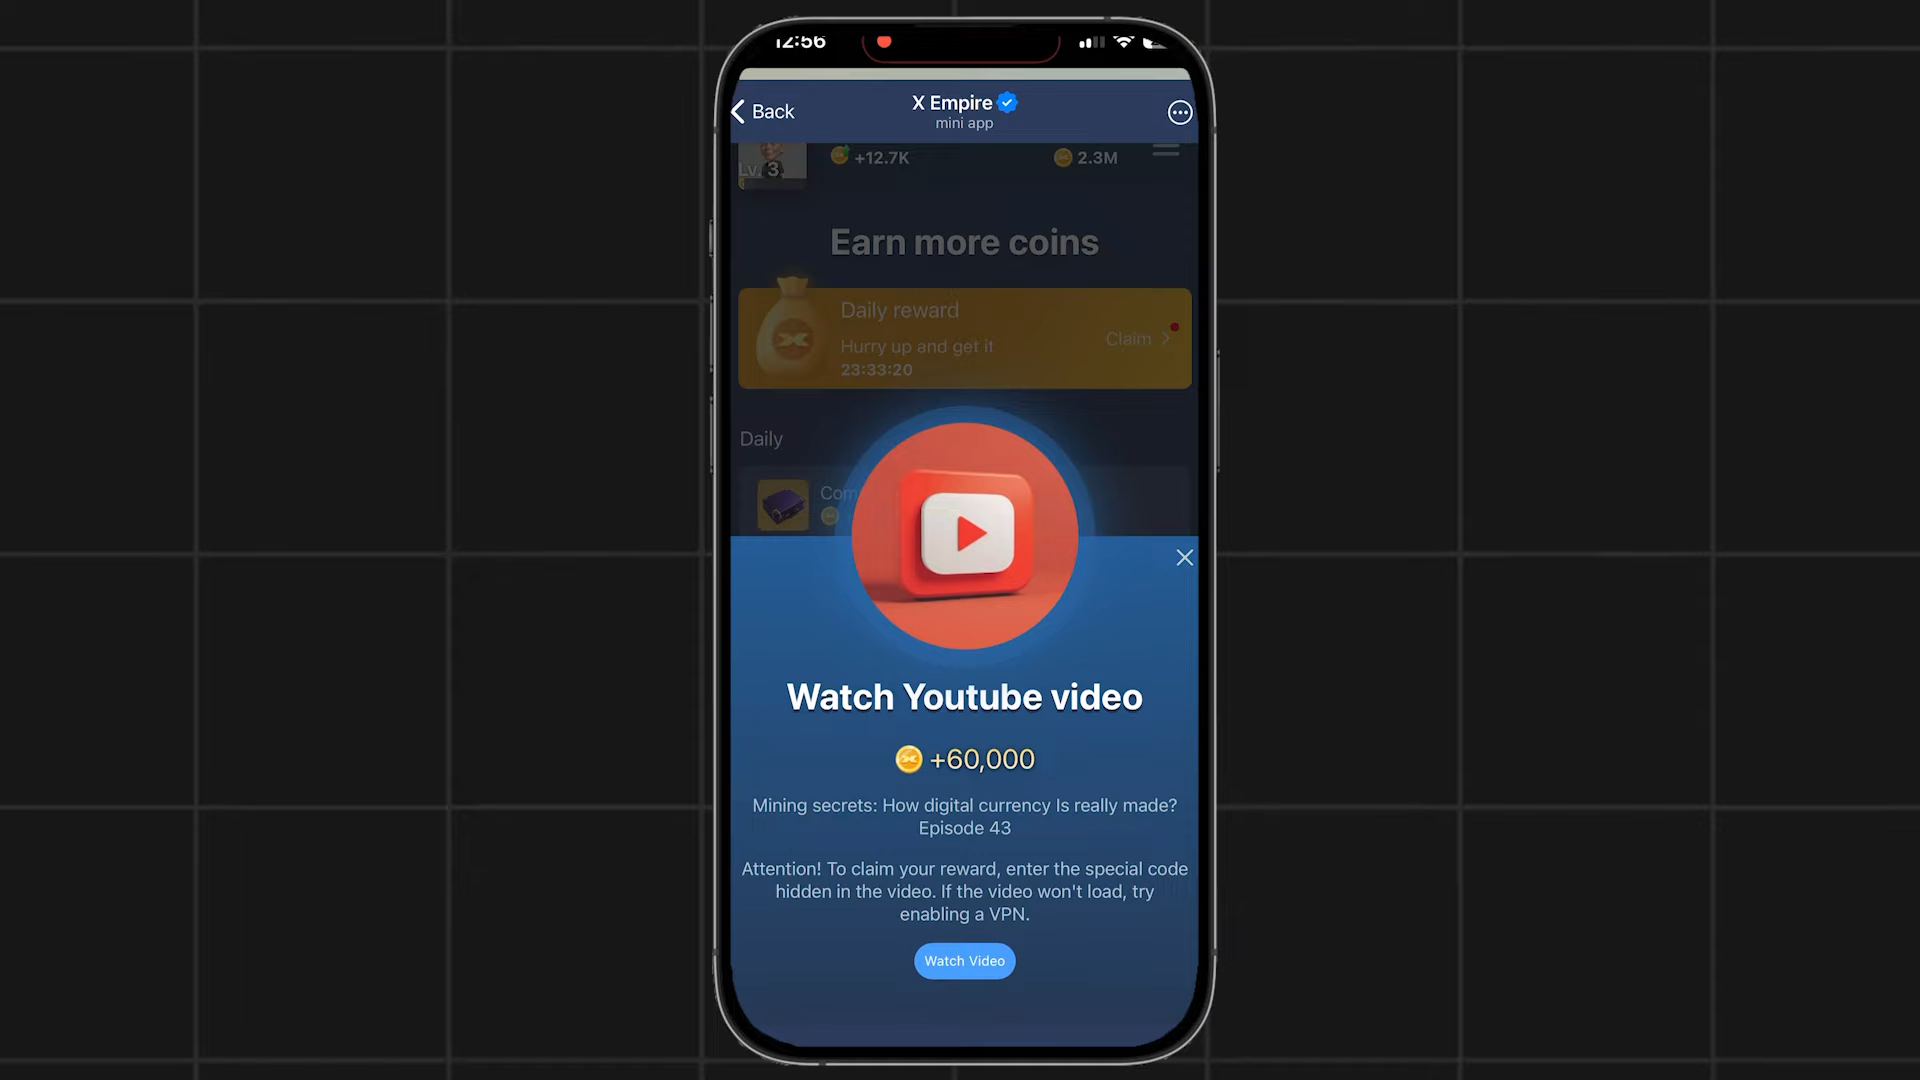 12:56
Back
X Empire
mini app
Lv. 3
+12.7K
2.3M
Earn more coins
Daily reward
Hurry up and get it
Claim
23:33:20
Daily
Com
Watch Youtube video
+60,000
Mining secrets: How digital currency Is really made?
Episode 43
Attention! To claim your reward, enter the special code
hidden in the video. If the video won't load, try
enabling a VPN.
Watch Video